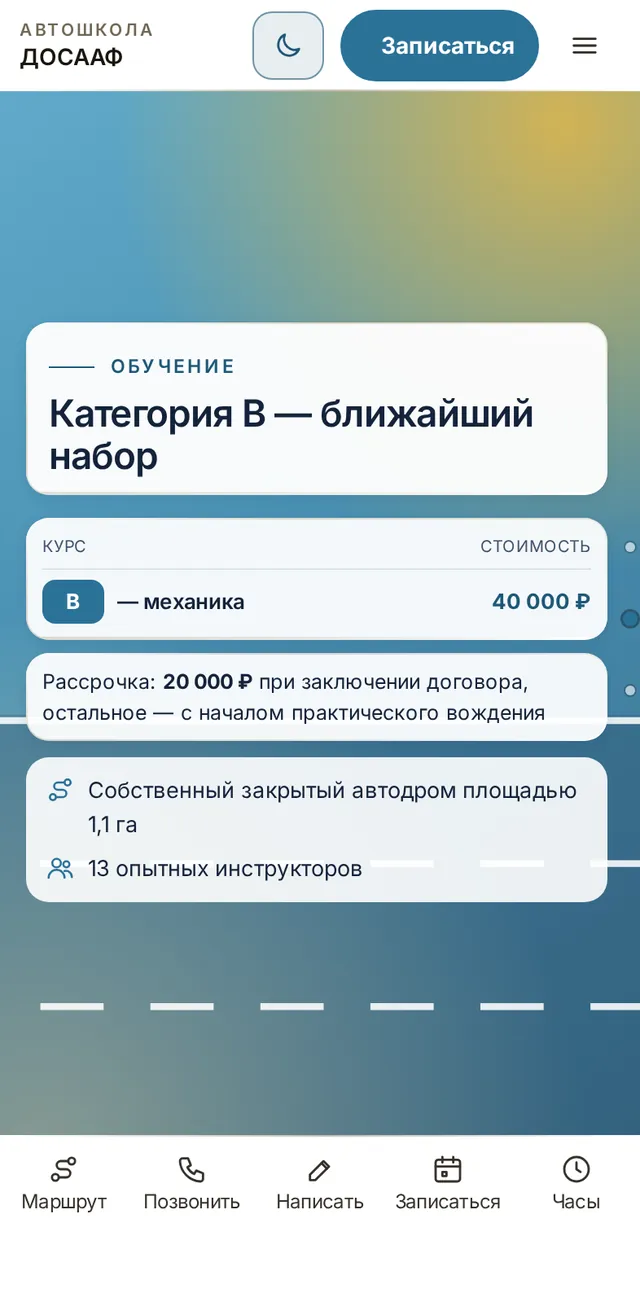 АВТОШКОЛА
ДОСААФ
Записаться
ОБУЧЕНИЕ
Категория B — ближайший
набор
КУРС СТОИМОСТЬ
B — механика 40 000 ₽
Рассрочка: 20 000 ₽ при заключении договора,
остальное — с началом практического вождения
Собственный закрытый автодром площадью
1,1 га
13 опытных инструкторов
Маршрут Позвонить Написать Записаться Часы